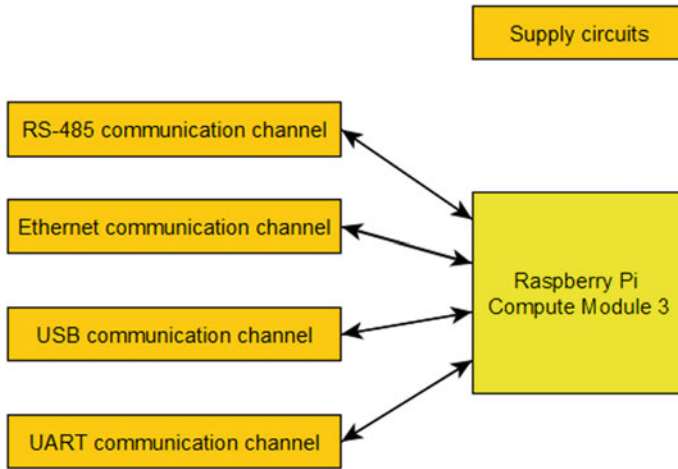 Supply circuits
RS-485 communication channel
Ethernet communication channel
Raspberry Pi
Compute Module 3
USB communication channel
UART communication channel